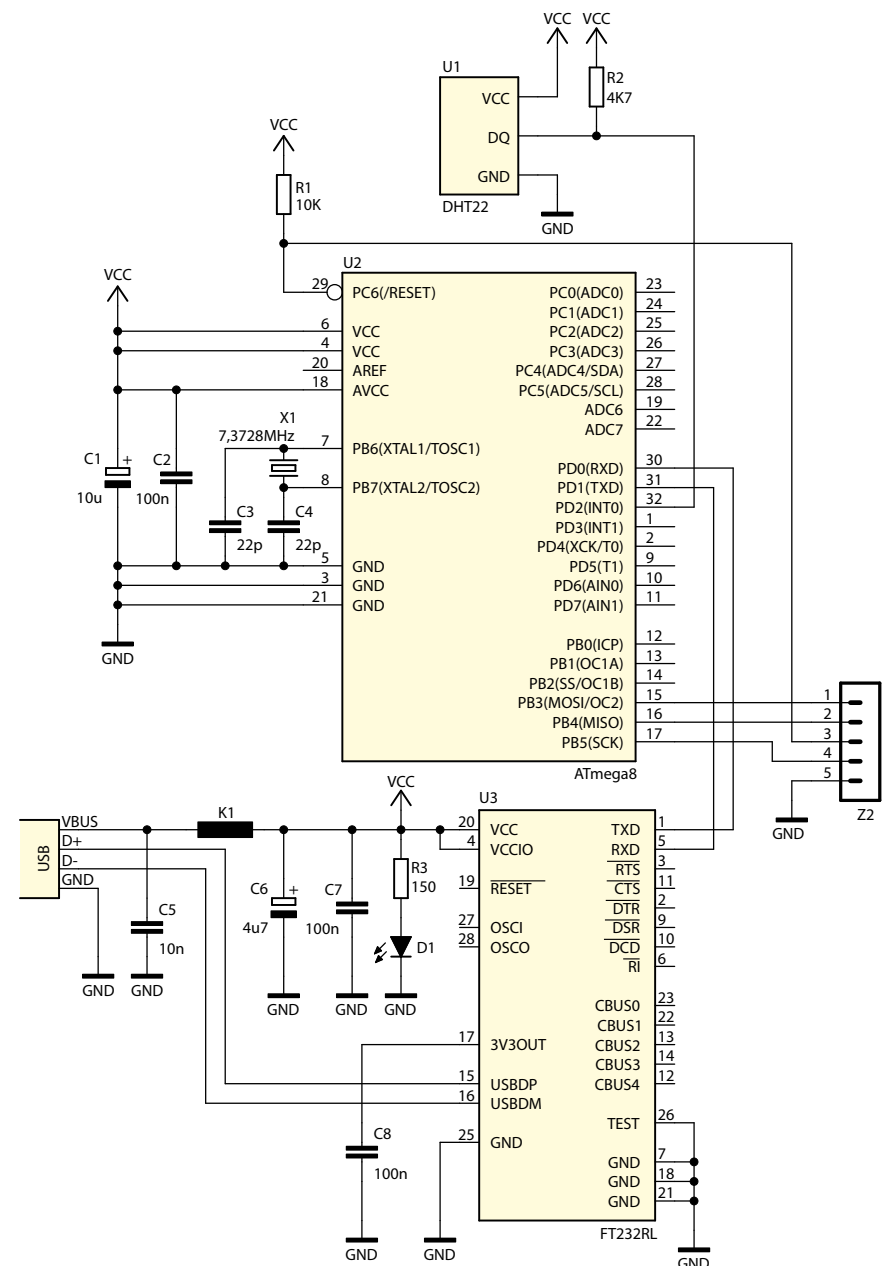 VCC VCC
U1
R2
4K7
VCC
DQ
GND
DHT22
GND
VCC
R1
10K
U2
29 PC6(/RESET)
6 VCC
4 VCC
20 AREF
18 AVCC
7 PB6(XTAL1/TOSC1)
8 PB7(XTAL2/TOSC2)
5 GND
3 GND
21 GND
PC0(ADC0) 23
PC1(ADC1) 24
PC2(ADC2) 25
PC3(ADC3) 26
PC4(ADC4/SDA) 27
PC5(ADC5/SCL) 28
ADC6 19
ADC7 22
PD0(RXD) 30
PD1(TXD) 31
PD2(INT0) 32
PD3(INT1) 1
PD4(XCK/T0) 2
PD5(T1) 9
PD6(AIN0) 10
PD7(AIN1) 11
PB0(ICP) 12
PB1(OC1A) 13
PB2(SS/OC1B) 14
PB3(MOSI/OC2) 15
PB4(MISO) 16
PB5(SCK) 17
ATmega8
VCC
X1
7,3728MHz
C1 +
10u
C2
100n
C3
22p
C4
22p
GND
1
2
3
4
5
Z2
GND
USB
VBUS
D+
D-
GND
K1
VCC
C5
10n
GND
GND
C6 +
4u7
GND
C7
100n
GND
R3
150
D1
GND
U3
20 VCC
4 VCCIO
19 RESET
27 OSCI
28 OSCO
17 3V3OUT
15 USBDP
16 USBDM
25 GND
TXD 1
RXD 5
RTS 3
CTS 11
DTR 2
DSR 9
DCD 10
RI 6
CBUS0 23
CBUS1 22
CBUS2 13
CBUS3 14
CBUS4 12
TEST 26
GND 7
GND 18
GND 21
FT232RL
C8
100n
GND
GND
GND